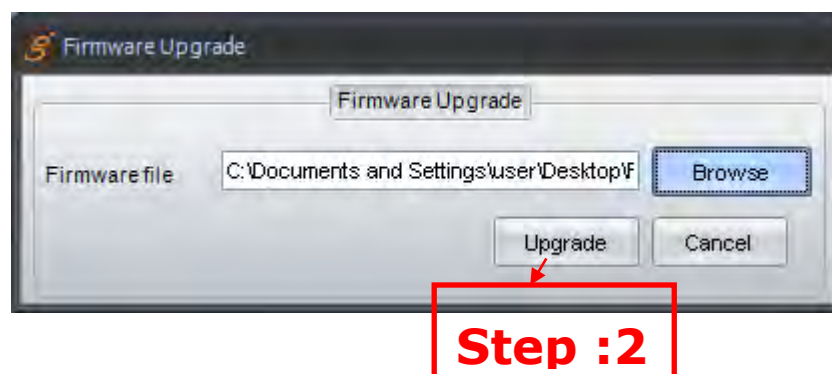 Firmware Upgrade
Firmware Upgrade
Firmware file C:\Documents and Settings\user\Desktop\F Browse
Upgrade Cancel
Step :2